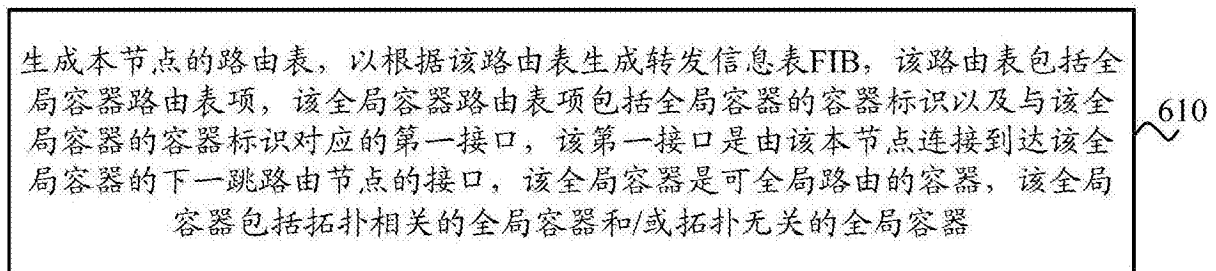 生成本节点的路由表，以根据该路由表生成转发信息表FIB，该路由表包括全
局容器路由表项，该全局容器路由表项包括全局容器的容器标识以及与该全
局容器的容器标识对应的第一接口，该第一接口是由该本节点连接到达该全
局容器的下一跳路由节点的接口，该全局容器是可全局路由的容器，该全局
容器包括拓扑相关的全局容器和/或拓扑无关的全局容器
610